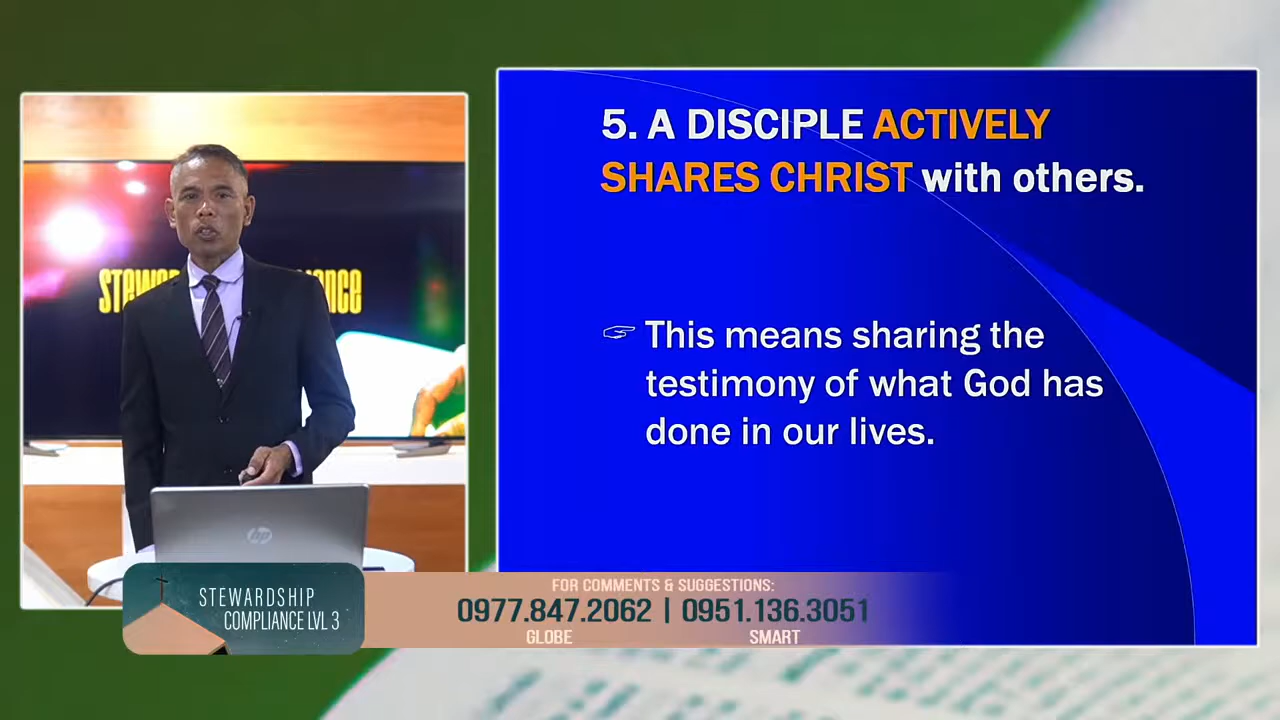 5. A DISCIPLE ACTIVELY
SHARES CHRIST with others.
☞ This means sharing the
testimony of what God has
done in our lives.
hp
STEWARDSHIP
COMPLIANCE LVL 3
FOR COMMENTS & SUGGESTIONS:
0977.847.2062 | 0951.136.3051
GLOBE SMART